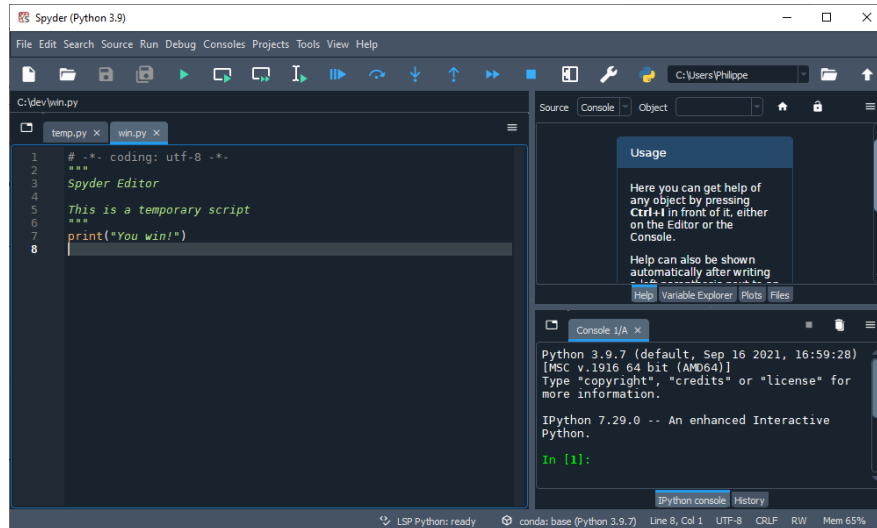 Spyder (Python 3.9)
File Edit Search Source Run Debug Consoles Projects Tools View Help
C:\Users\Philippe
C:\dev\win.py
temp.py
win.py
1 # -*- coding: utf-8 -*-
2 """
3 Spyder Editor
4
5 This is a temporary script
6 """
7 print("You win!")
8
Source Console Object
Usage
Here you can get help of
any object by pressing
Ctrl+I in front of it, either
on the Editor or the
Console.
Help can also be shown
automatically after writing
a left parenthesis next to an
Help Variable Explorer Plots Files
Console 1/A
Python 3.9.7 (default, Sep 16 2021, 16:59:28)
[MSC v.1916 64 bit (AMD64)]
Type "copyright", "credits" or "license" for
more information.
IPython 7.29.0 -- An enhanced Interactive
Python.
In [1]:
IPython console History
LSP Python: ready conda: base (Python 3.9.7) Line 8, Col 1 UTF-8 CRLF RW Mem 65%